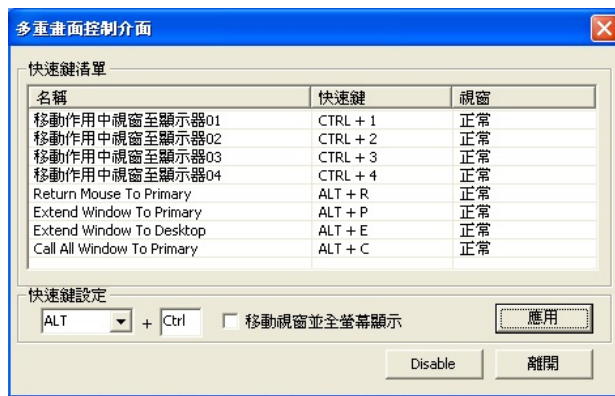 多重畫面控制介面
快速鍵清單
名稱 快速鍵 視窗
移動作用中視窗至顯示器01 CTRL + 1 正常
移動作用中視窗至顯示器02 CTRL + 2 正常
移動作用中視窗至顯示器03 CTRL + 3 正常
移動作用中視窗至顯示器04 CTRL + 4 正常
Return Mouse To Primary ALT + R 正常
Extend Window To Primary ALT + P 正常
Extend Window To Desktop ALT + E 正常
Call All Window To Primary ALT + C 正常
快速鍵設定
ALT + Ctrl 移動視窗並全螢幕顯示 應用
Disable 離開